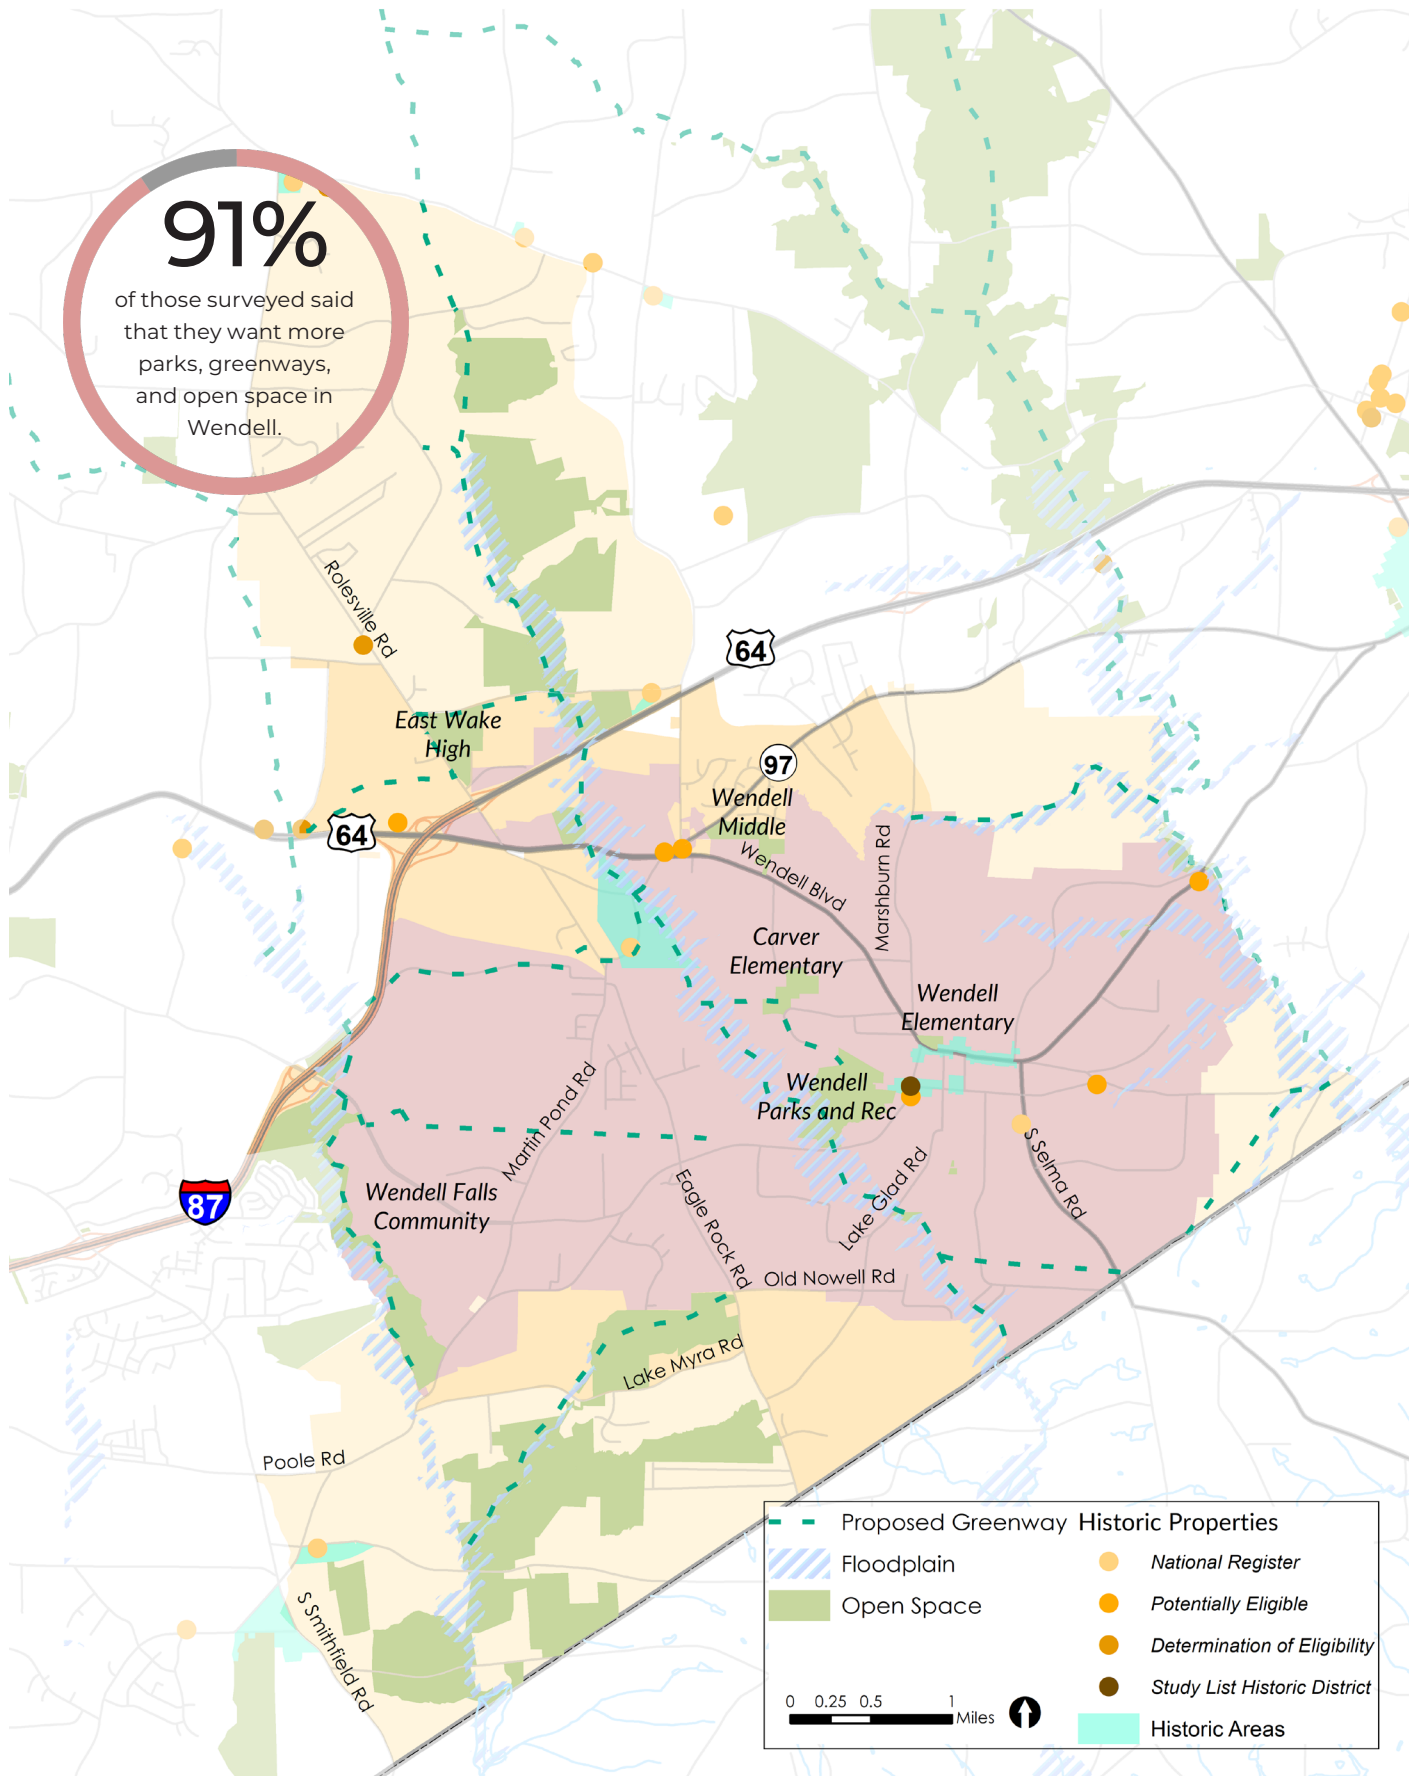 91%
of those surveyed said
that they want more
parks, greenways,
and open space in
Wendell.
Rolesville Rd
64
East Wake
High
97
Wendell
Middle
64
Wendell Blvd
Marshburn Rd
Carver
Elementary
Wendell
Elementary
Wendell
Parks and Rec
Martin Pond Rd
87
Wendell Falls
Community
Eagle Rock Rd
Lake Glad Rd
S Selma Rd
Old Nowell Rd
Lake Myra Rd
Poole Rd
S Smithfield Rd
Proposed Greenway
Floodplain
Open Space
Historic Properties
National Register
Potentially Eligible
Determination of Eligibility
Study List Historic District
Historic Areas
0 0.25 0.5 1
Miles